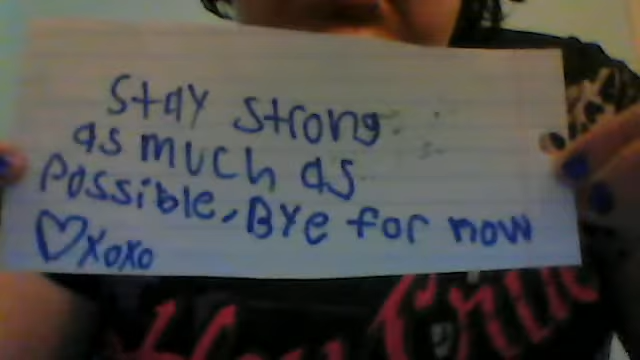 Stay strong
as much as
Possible. Bye for now
♡xoxo